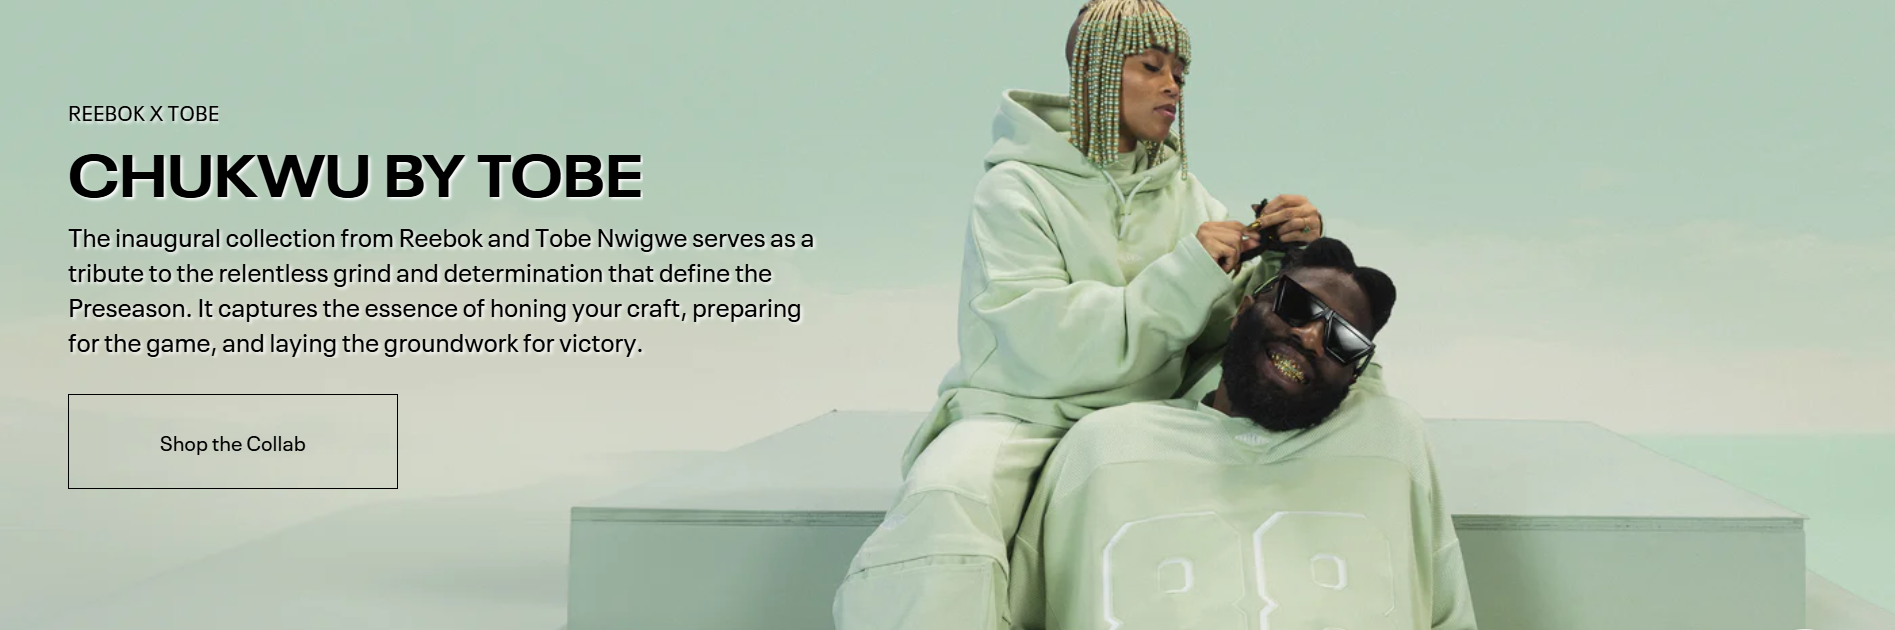 REEBOK X TOBE
CHUKWU BY TOBE
The inaugural collection from Reebok and Tobe Nwigwe serves as a
tribute to the relentless grind and determination that define the
Preseason. It captures the essence of honing your craft, preparing
for the game, and laying the groundwork for victory.
Shop the Collab